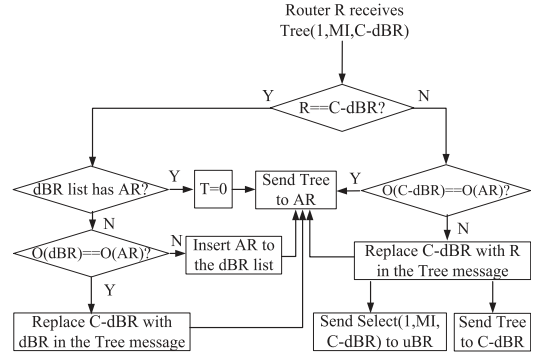 Router R receives
Tree(1,MI,C-dBR)
Y
R==C-dBR?
N
dBR list has AR?
Y
T=0
Send Tree
to AR
Y
O(C-dBR)==O(AR)?
N
N
O(dBR)==O(AR)?
N
Insert AR to
the dBR list
Replace C-dBR with R
in the Tree message
Y
Replace C-dBR with
dBR in the Tree message
Send Select(1,MI,
C-dBR) to uBR
Send Tree
to C-dBR